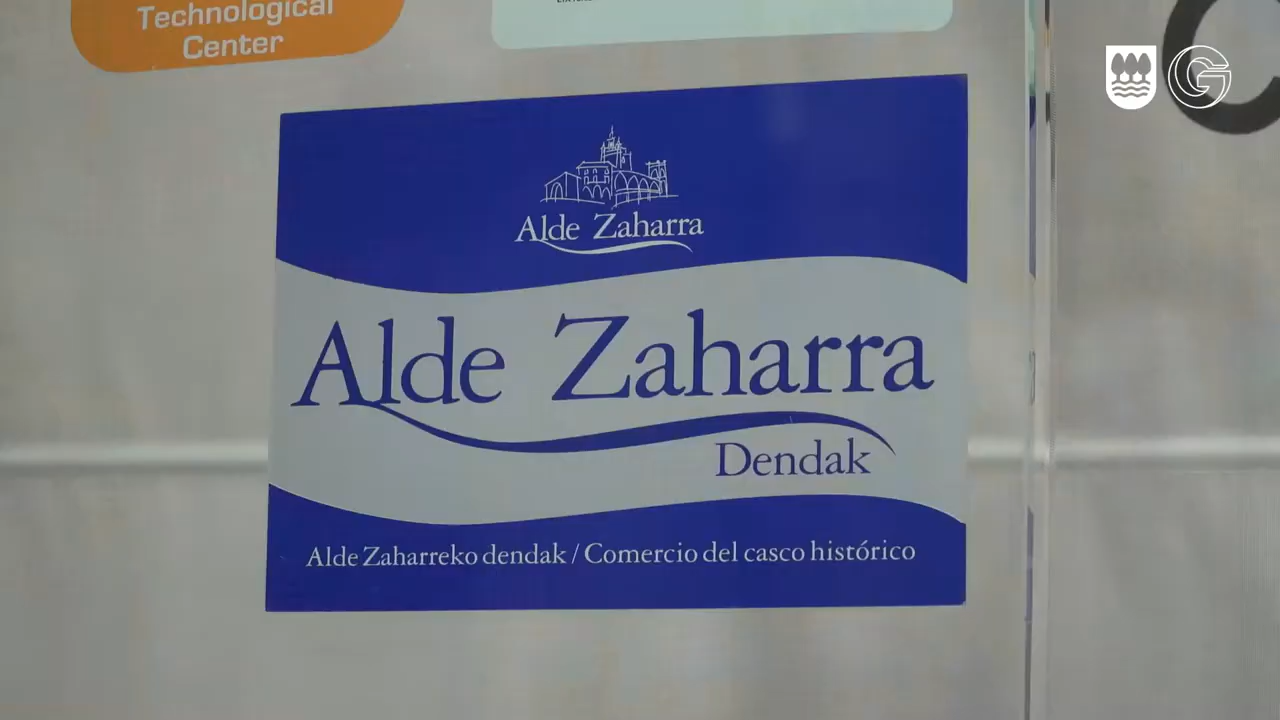 Technological
Center
Alde Zaharra
Alde Zaharra
Dendak
Alde Zaharreko dendak / Comercio del casco histórico